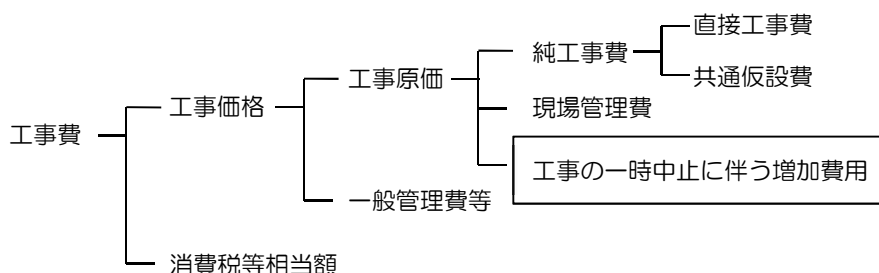 直接工事費
純工事費
共通仮設費
工事原価
工事価格
現場管理費
工事費
工事の一時中止に伴う増加費用
一般管理費等
消費税等相当額